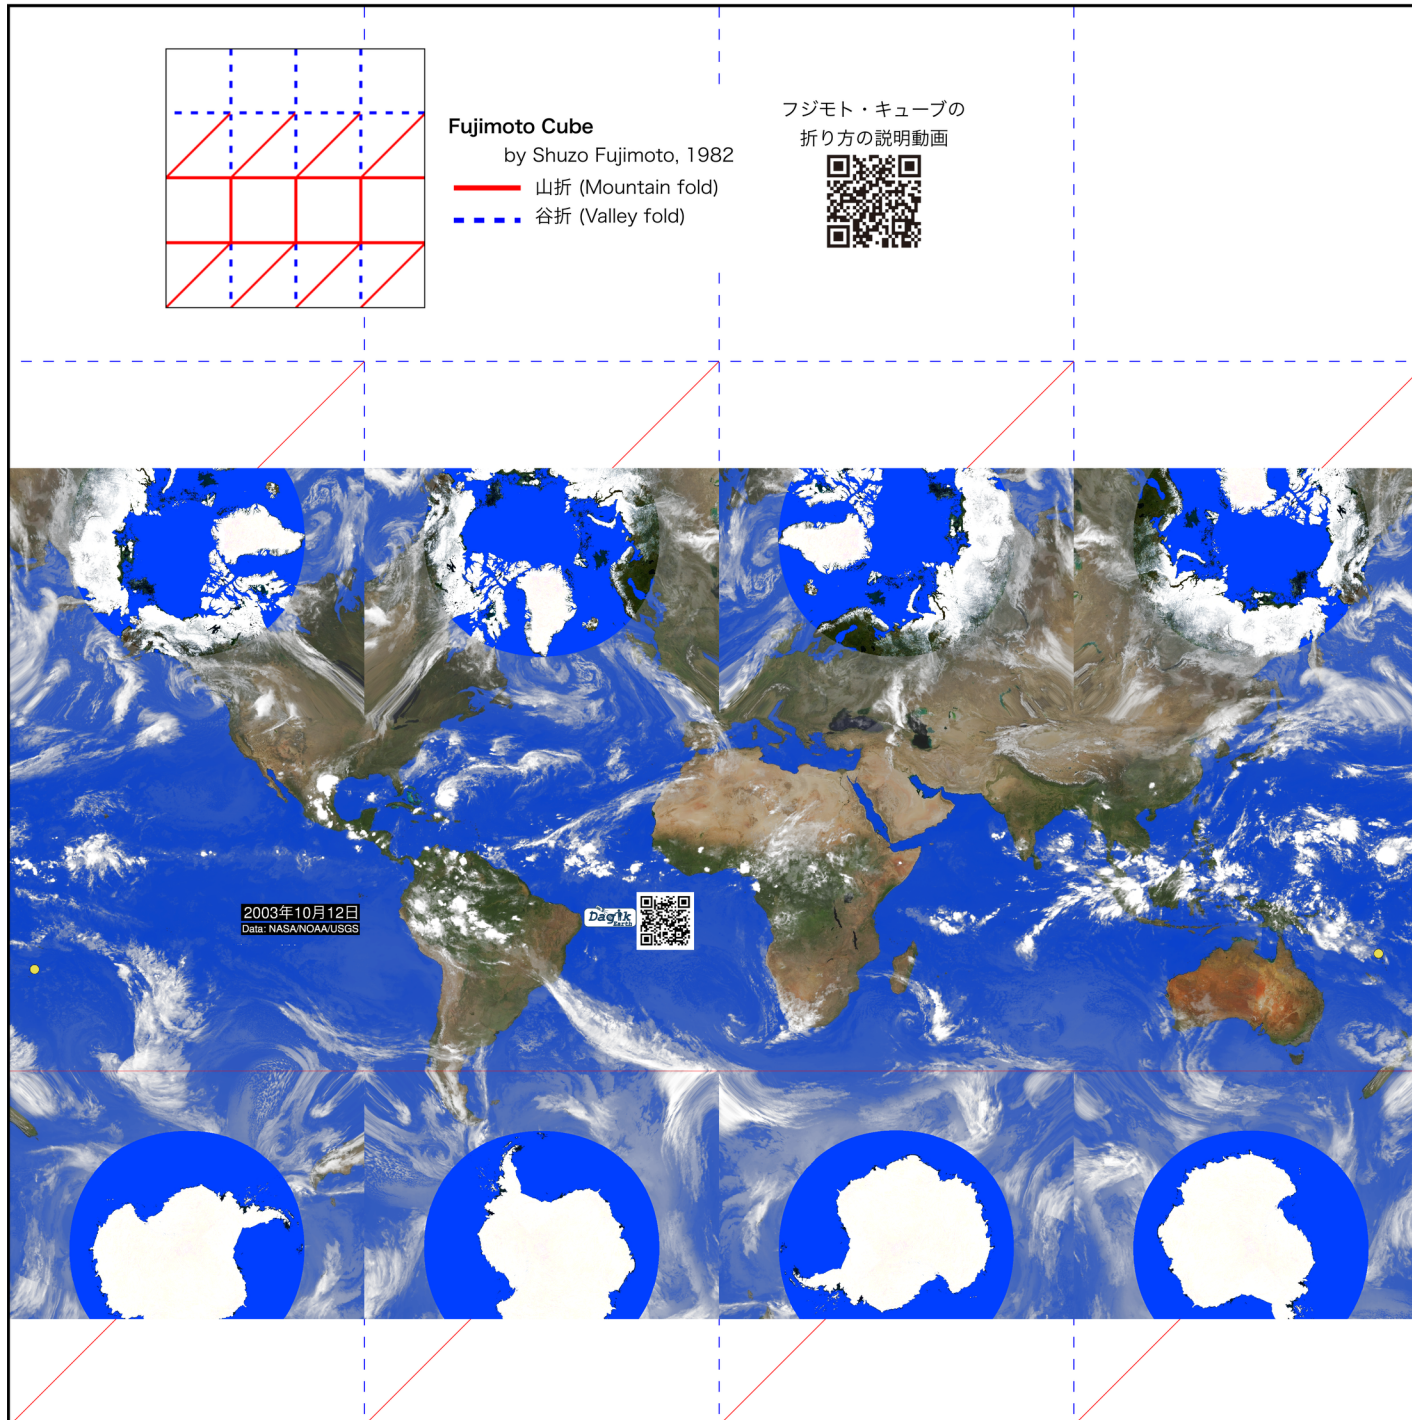 Fujimoto Cube
by Shuzo Fujimoto, 1982
山折 (Mountain fold)
谷折 (Valley fold)
フジモト・キューブの
折り方の説明動画
2003年10月12日
Data: NASA/NOAA/USGS
Dagik
Earth